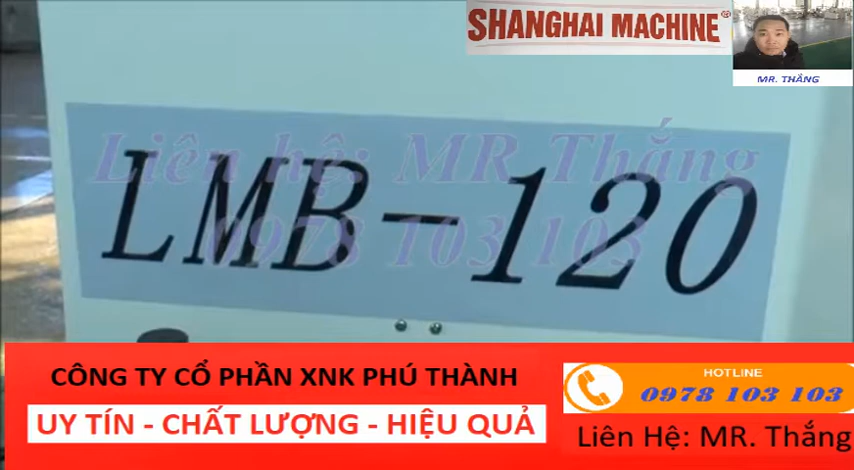 SHANGHAI MACHINE®
MR. THẮNG
Liên hệ: MR Thắng
LMB-120
0978 103 103
CÔNG TY CỔ PHẦN XNK PHÚ THÀNH
HOTLINE
0978 103 103
UY TÍN - CHẤT LƯỢNG - HIỆU QUẢ
Liên Hệ: MR. Thắng